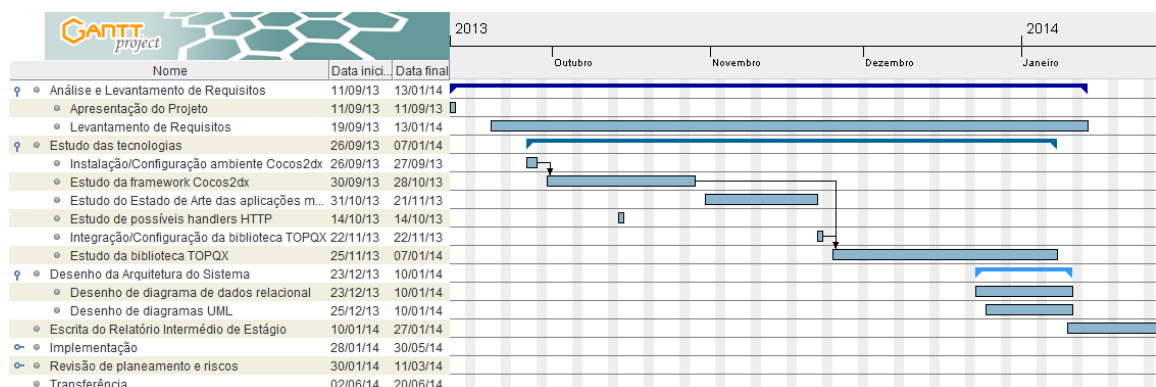 GANTT project
2013 2014
Nome Data inici... Data final Outubro Novembro Dezembro Janeiro
Análise e Levantamento de Requisitos 11/09/13 13/01/14
Apresentação do Projeto 11/09/13 11/09/13
Levantamento de Requisitos 19/09/13 13/01/14
Estudo das tecnologias 26/09/13 07/01/14
Instalação/Configuração ambiente Cocos2dx 26/09/13 27/09/13
Estudo da framework Cocos2dx 30/09/13 28/10/13
Estudo do Estado de Arte das aplicações m... 31/10/13 21/11/13
Estudo de possíveis handlers HTTP 14/10/13 14/10/13
Integração/Configuração da biblioteca TOPQX 22/11/13 22/11/13
Estudo da biblioteca TOPQX 25/11/13 07/01/14
Desenho da Arquitetura do Sistema 23/12/13 10/01/14
Desenho de diagrama de dados relacional 23/12/13 10/01/14
Desenho de diagramas UML 25/12/13 10/01/14
Escrita do Relatório Intermédio de Estágio 10/01/14 27/01/14
Implementação 28/01/14 30/05/14
Revisão de planeamento e riscos 30/01/14 11/03/14
Transferência 02/06/14 20/06/14